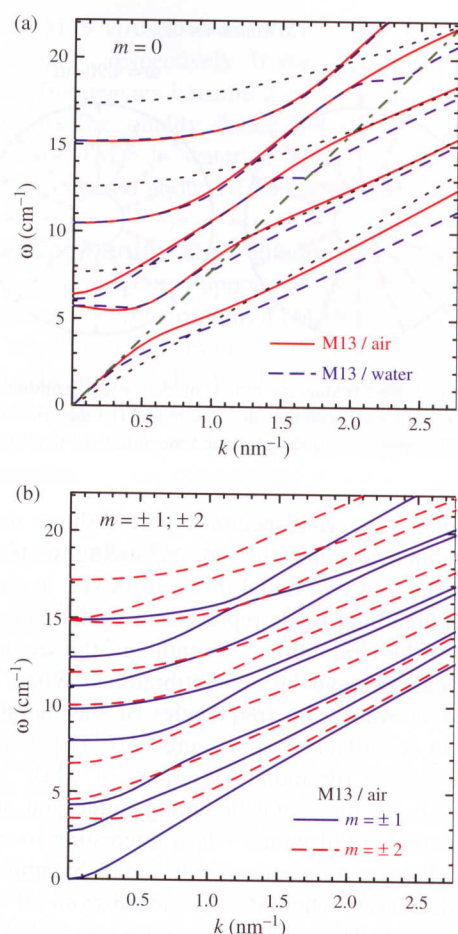 (a)
m = 0
20
15
10
5
0
ω (cm⁻¹)
M13 / air
M13 / water
0.5 1.0 1.5 2.0 2.5
k (nm⁻¹)
(b)
m = ± 1; ± 2
20
15
10
5
0
ω (cm⁻¹)
M13 / air
m = ± 1
m = ± 2
0.5 1.0 1.5 2.0 2.5
k (nm⁻¹)